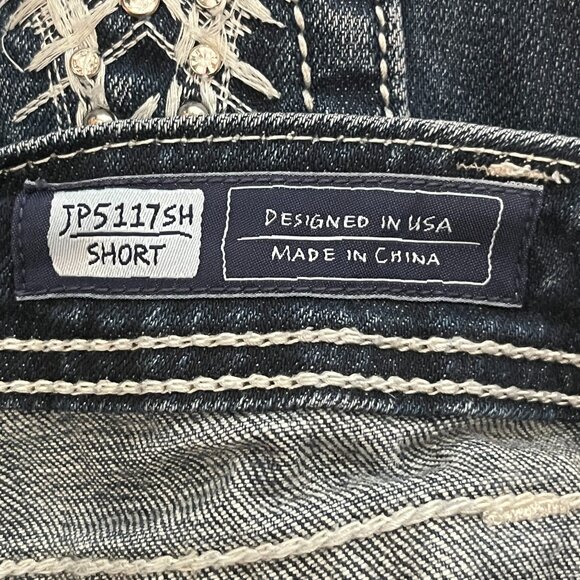 JP5117SH
SHORT
DESIGNED IN USA
MADE IN CHINA